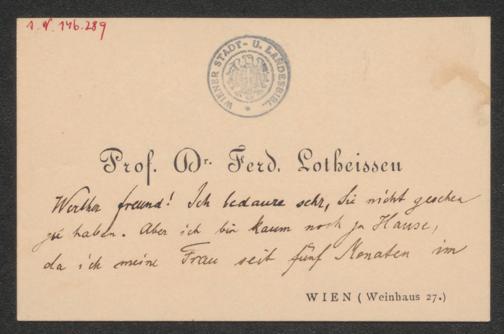 I.N. 146.289
WIENER STADT- U. LANDESBIBL.
Prof. Dr. Ferd. Lotheissen
Werther freund! Ich bedaure sehr, Sie nicht gesehen
zu haben. Aber ich bin kaum noch zu Hause,
da ich meine Frau seit fünf Monaten im
WIEN (Weinhaus 27.)